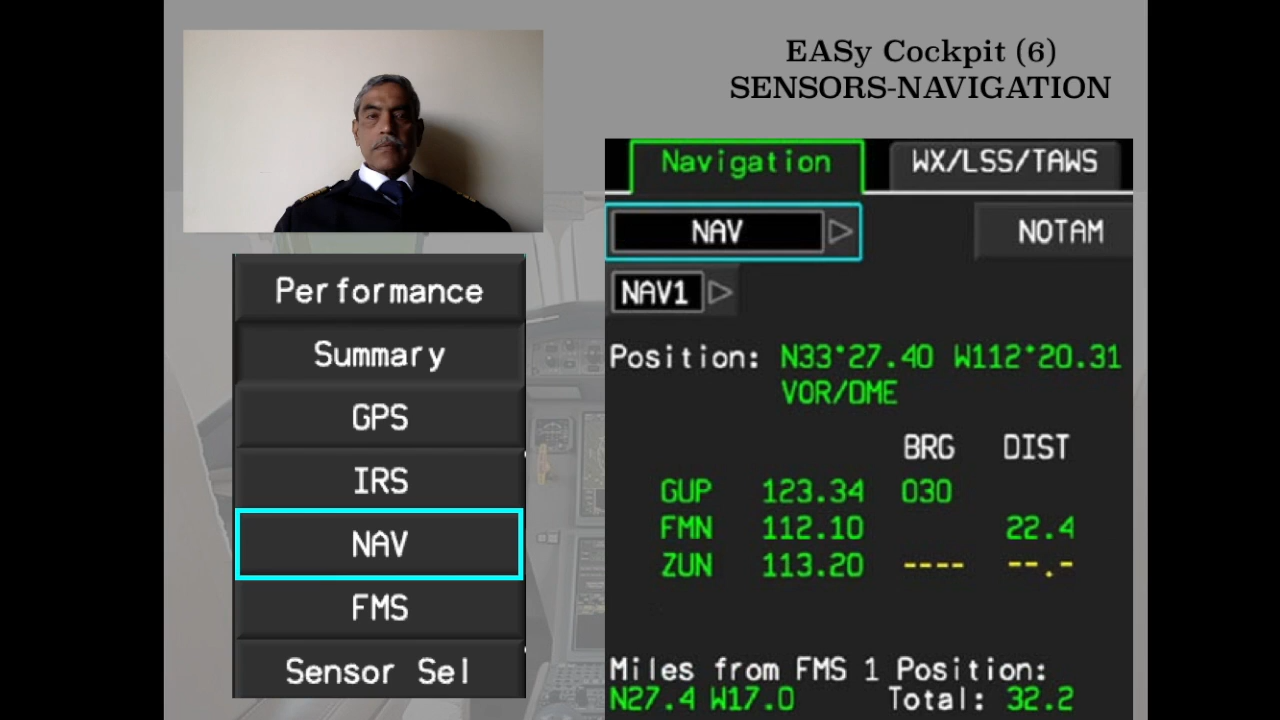 EASy Cockpit (6)
SENSORS-NAVIGATION
Performance
Summary
GPS
IRS
NAV
FMS
Sensor Sel
Navigation WX/LSS/TAWS
NAV NOTAM
NAV1
Position: N33°27.40 W112°20.31
VOR/DME
BRG DIST
GUP 123.34 030
FMN 112.10 22.4
ZUN 113.20 ---- --.-
Miles from FMS 1 Position:
N27.4 W17.0 Total: 32.2